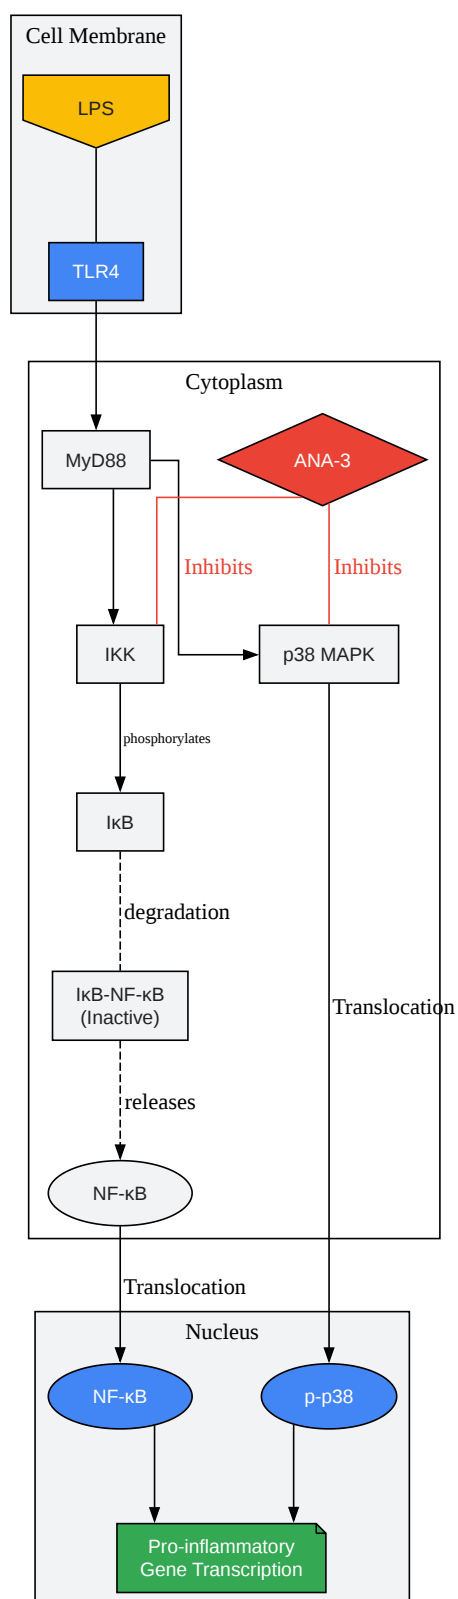 Cell Membrane
LPS
TLR4
Cytoplasm
MyD88
ANA-3
Inhibits
Inhibits
IKK
p38 MAPK
phosphorylates
IκB
degradation
IκB-NF-κB
(Inactive)
Translocation
releases
NF-κB
Translocation
Nucleus
NF-κB
p-p38
Pro-inflammatory
Gene Transcription